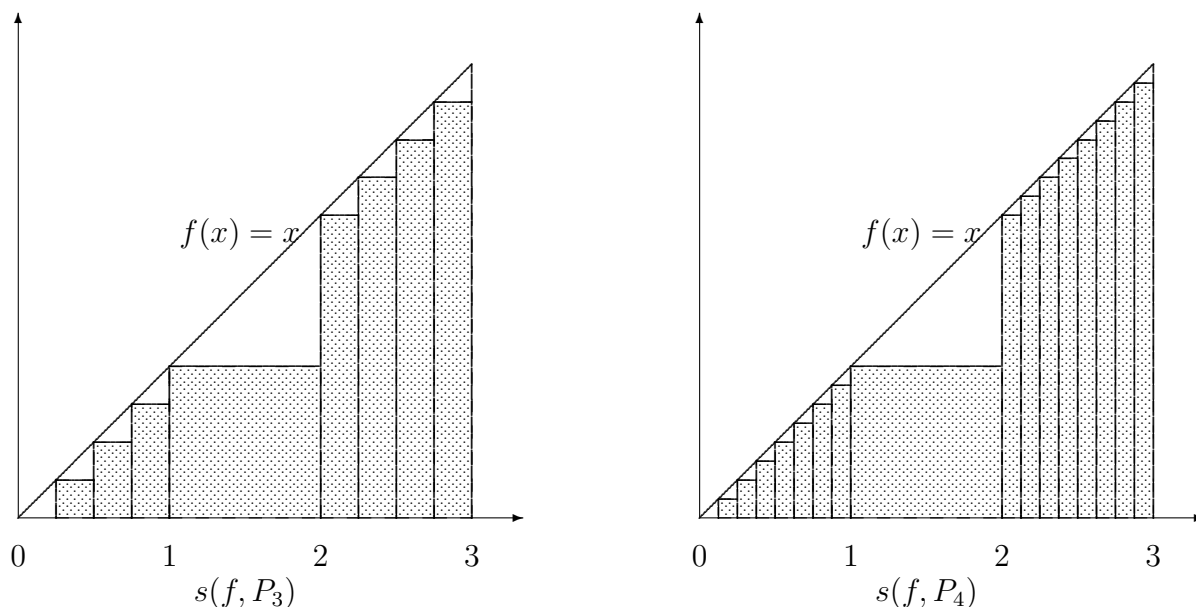 f(x) = x
0 1 2 3
s(f, P_3)
f(x) = x
0 1 2 3
s(f, P_4)